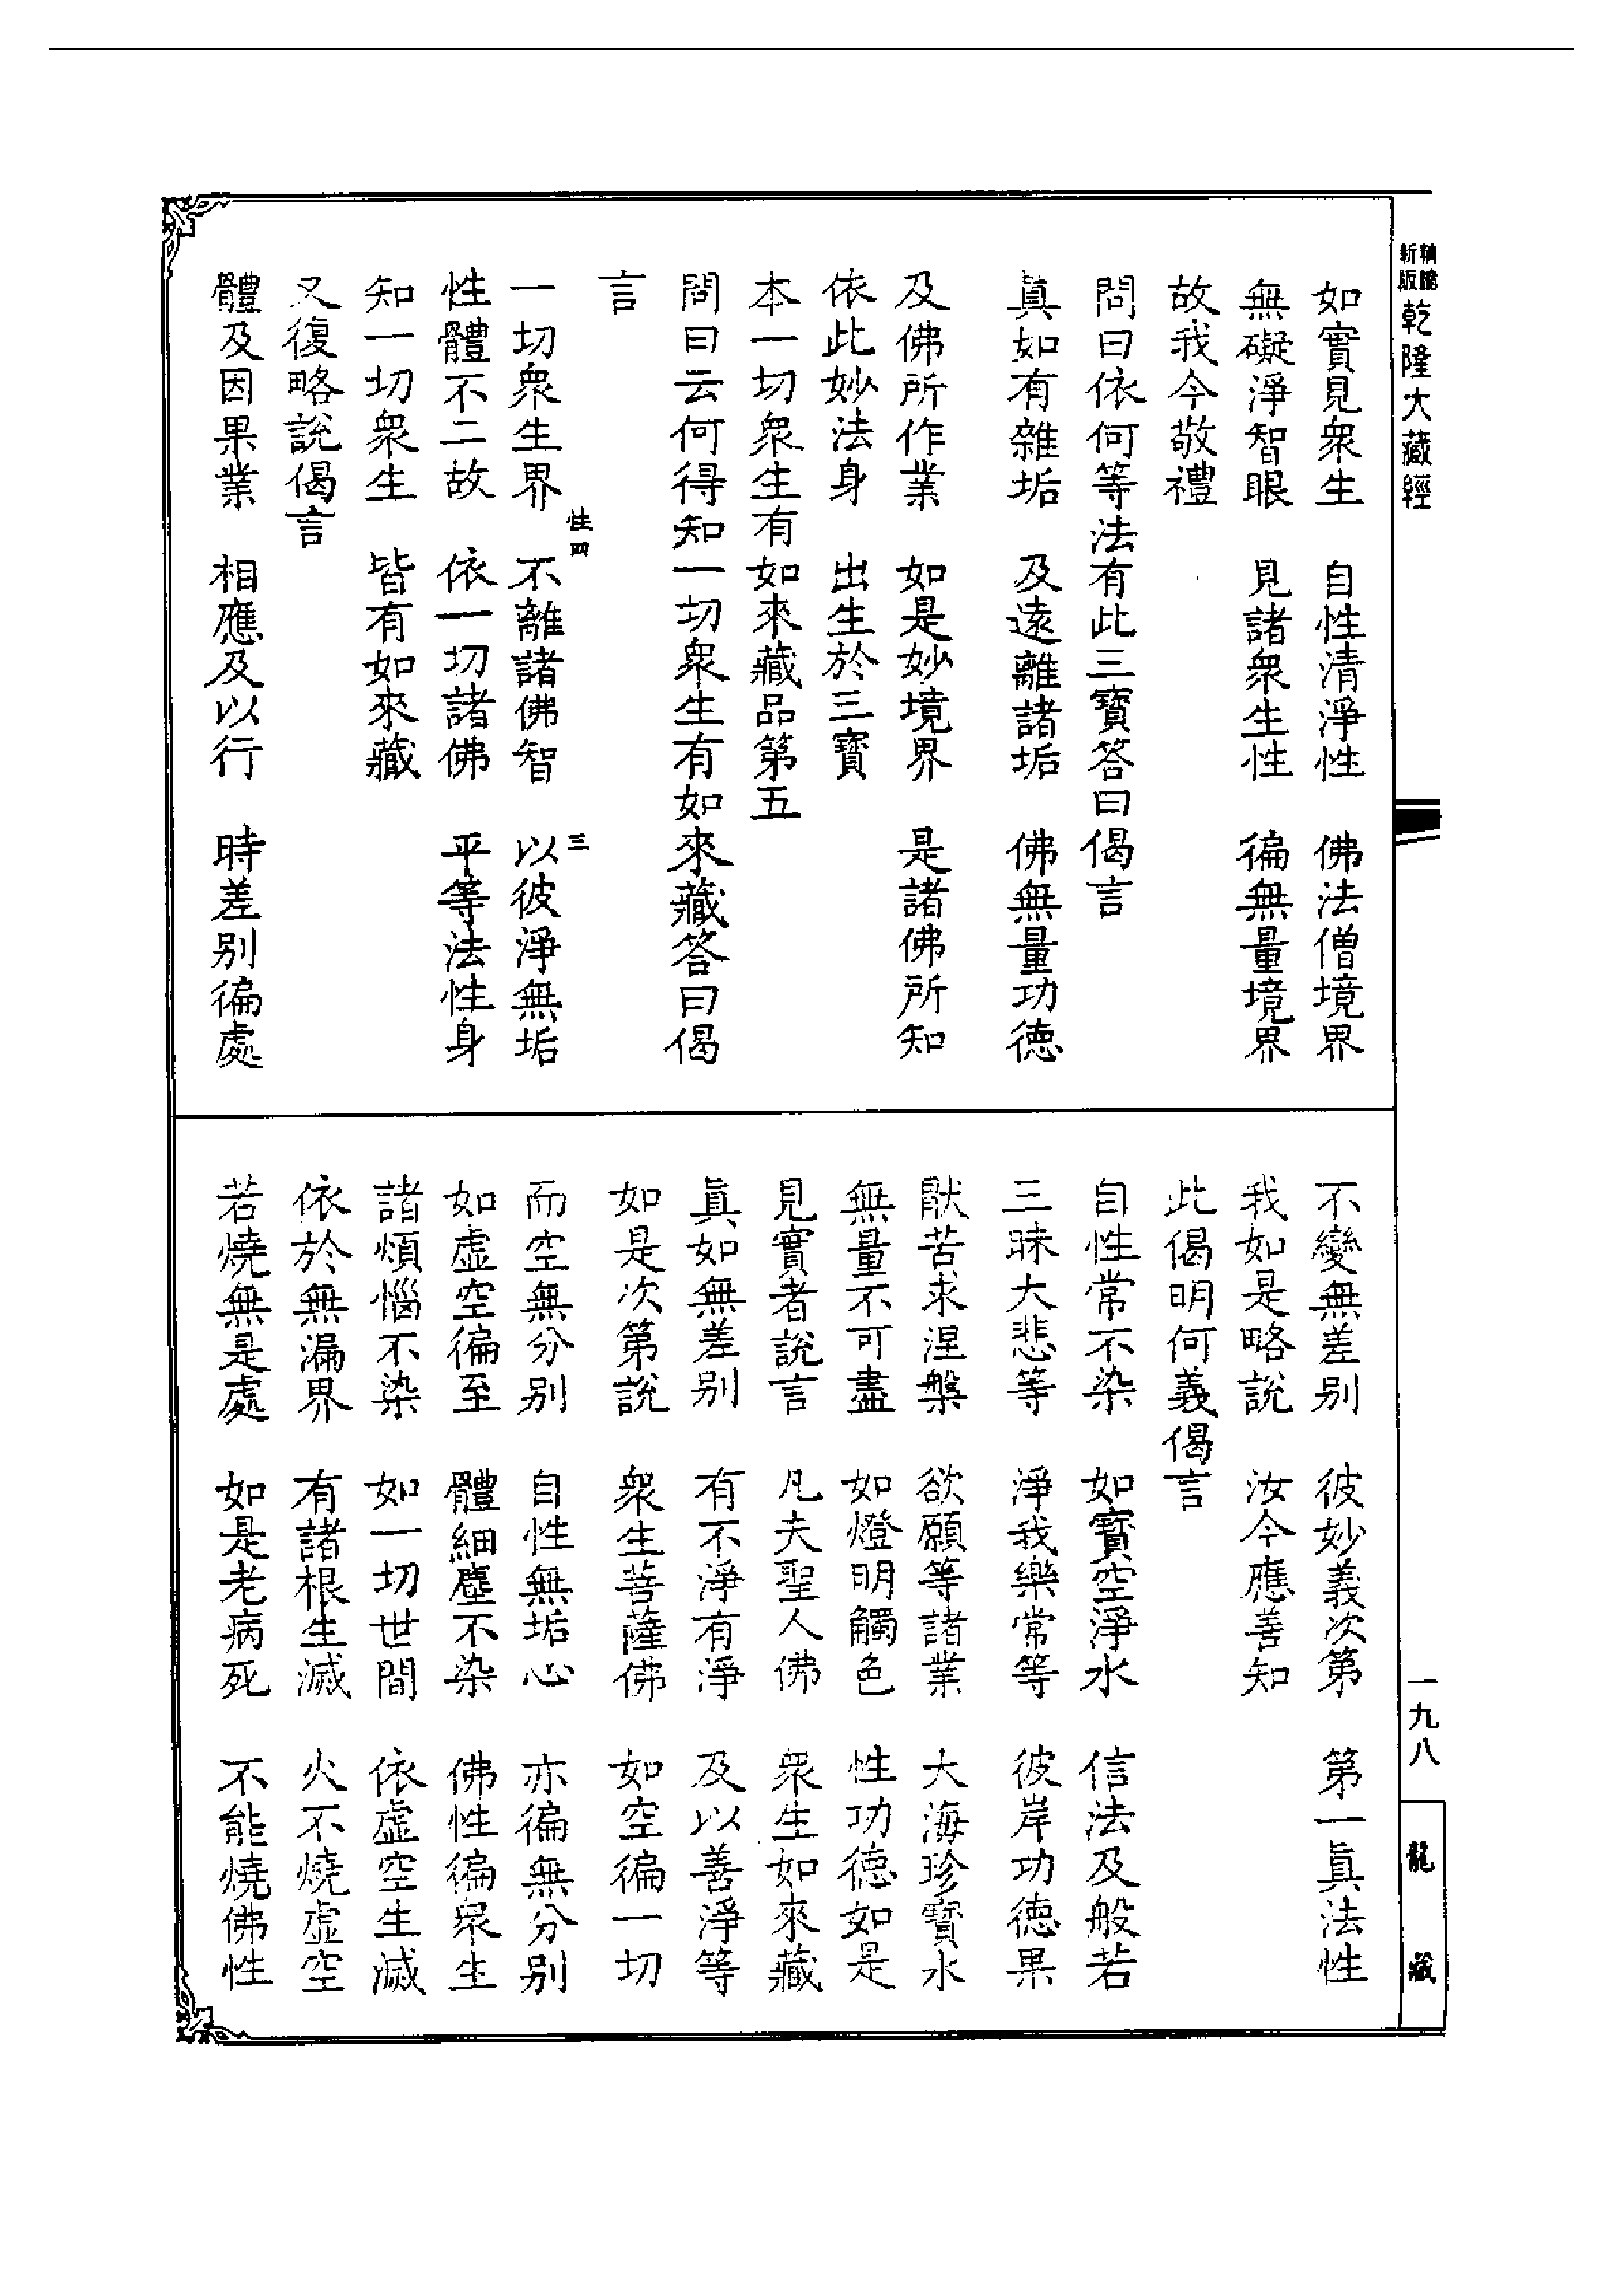 新版
精龍
乾隆大藏經
如實見衆生　自性清淨性　佛法僧境界
無礙淨智眼　見諸衆生性　徧無量境界
故我今敬禮
問曰依何等法有此三寶答曰偈言
眞如有雜垢　及遠離諸垢　佛無量功德
及佛所作業　如是妙境界　是諸佛所知
依此妙法身　出生於三寶
本一切衆生有如來藏品第五
問曰云何得知一切衆生有如來藏答曰偈
言
性四　三
一切衆生界　不離諸佛智　以彼淨無垢
性體不二故　依一切諸佛　平等法性身
知一切衆生　皆有如來藏
又復略說偈言
體及因果業　相應及以行　時差別徧處
不變無差別　彼妙義次第　第一眞法性
我如是略說　汝今應善知
此偈明何義偈言
自性常不染　如寶空淨水　信法及般若
三昧大悲等　淨我樂常等　彼岸功德果
猒苦求涅槃　欲願等諸業　大海珍寶水
無量不可盡　如燈明觸色　性功德如是
見實者說言　凡夫聖人佛　衆生如來藏
眞如無差別　有不淨有淨　及以善淨等
如是次第說　衆生菩薩佛　如空徧一切
而空無分別　自性無垢心　亦徧無分別
如虛空徧至　體細塵不染　佛性徧衆生
諸煩惱不染　如一切世間　依虛空生滅
依於無漏界　有諸根生滅　火不燒虛空
若燒無是處　如是老病死　不能燒佛性
一九八
龍藏